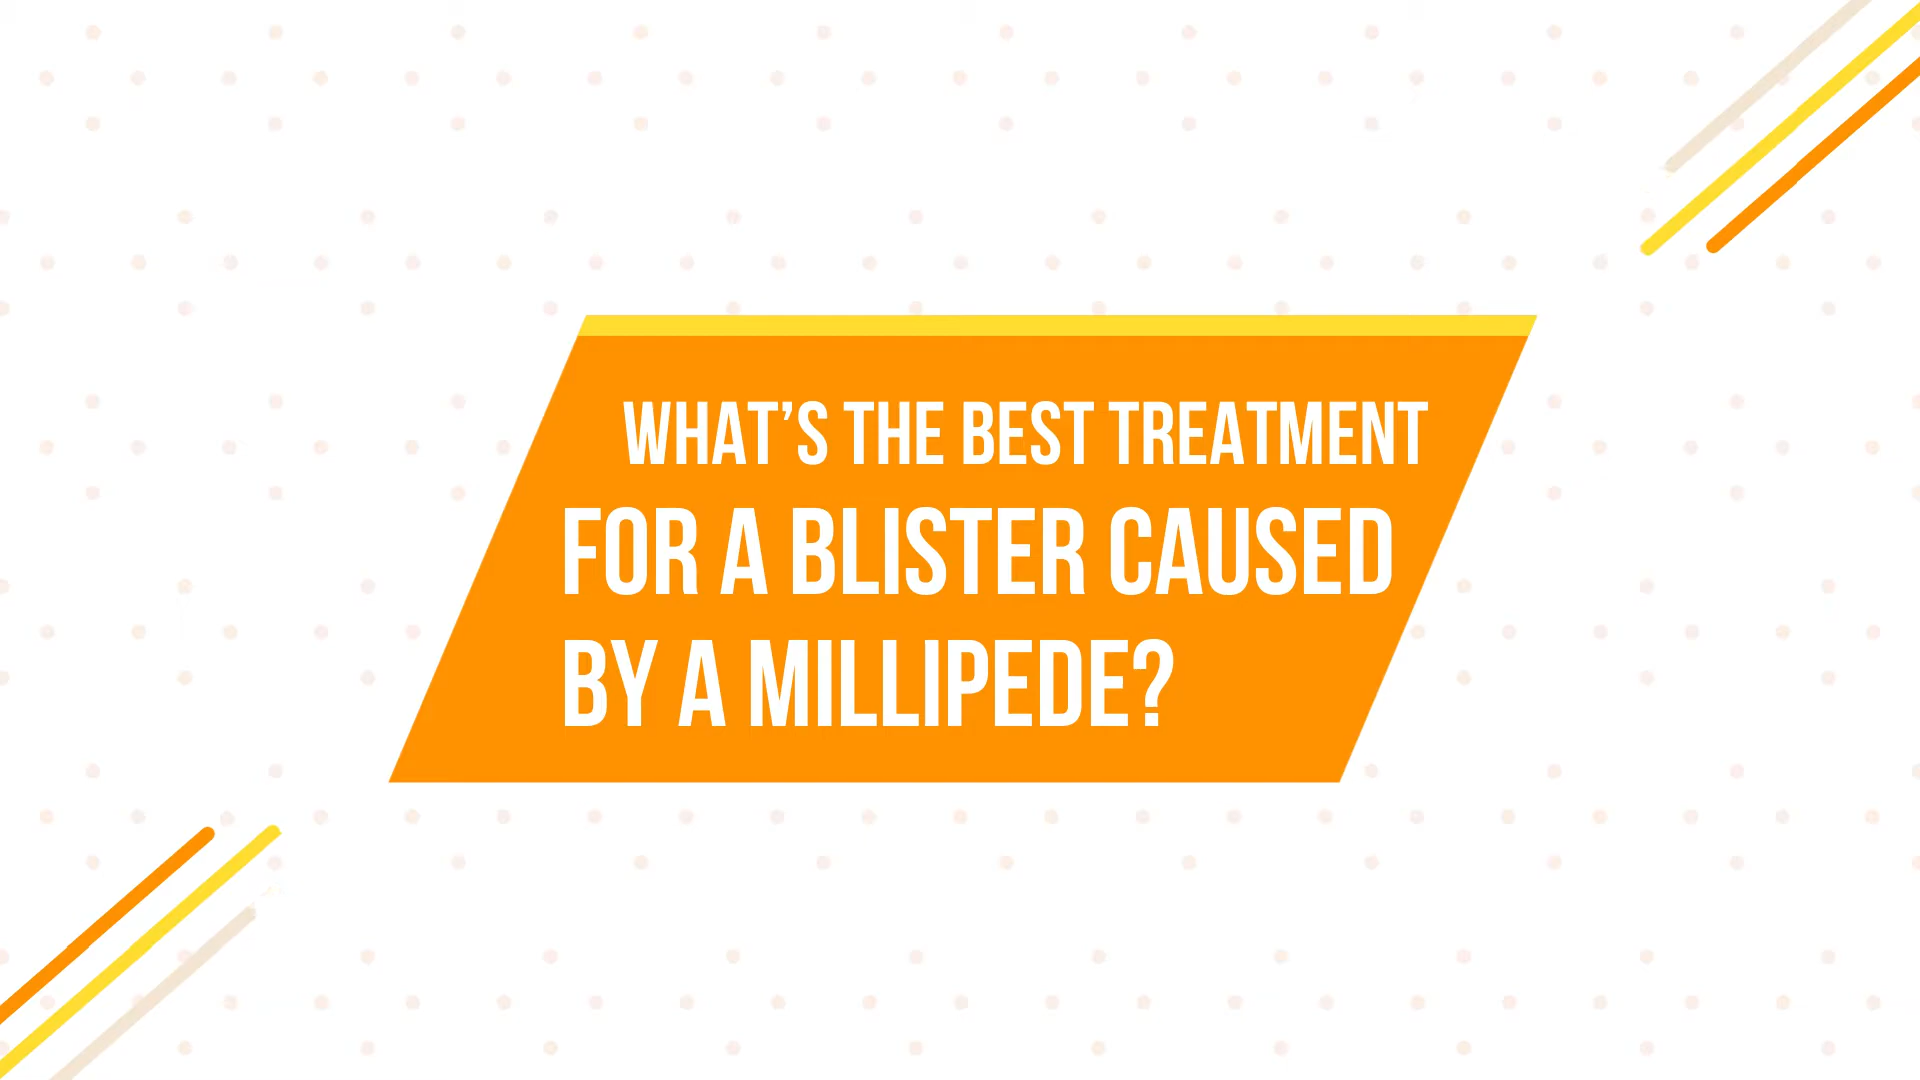 WHAT’S THE BEST TREATMENT
FOR A BLISTER CAUSED
BY A MILLIPEDE?